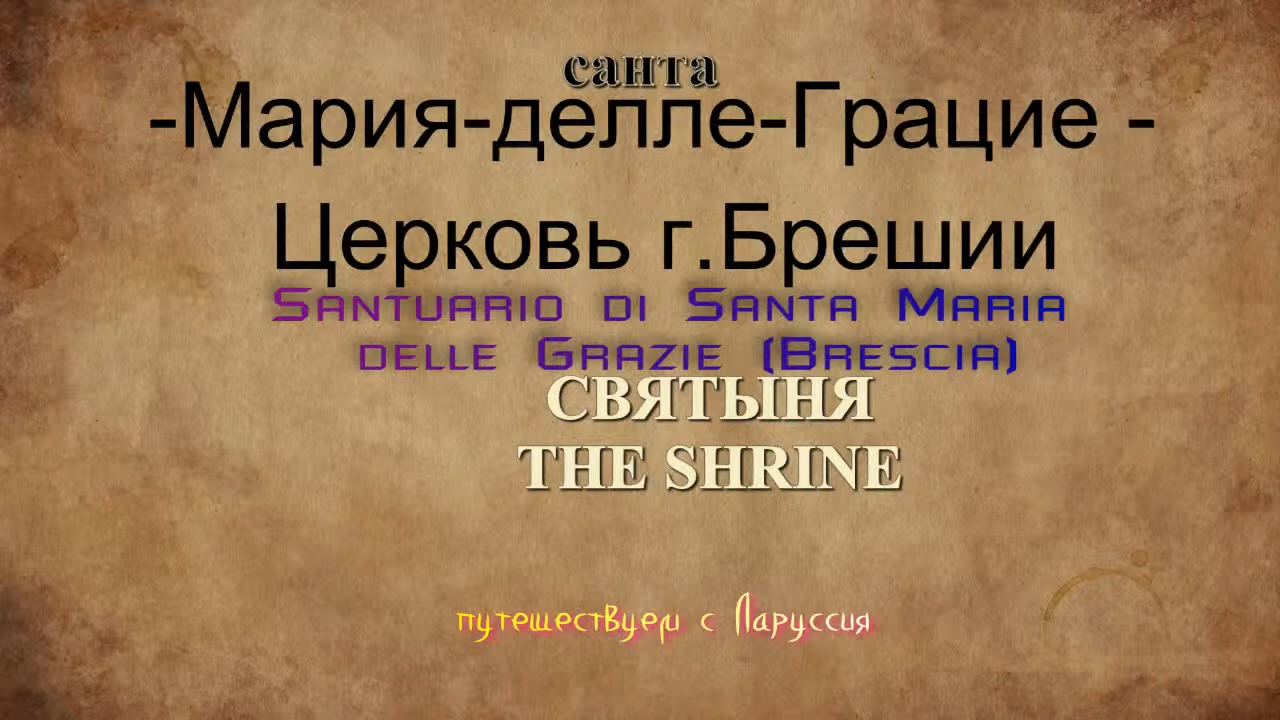 санта
-Мария-делле-Грацие -
Церковь г.Брешии
Santuario di Santa Maria
delle Grazie (Brescia)
СВЯТЫНЯ
THE SHRINE
путешествуем с Ларуссия